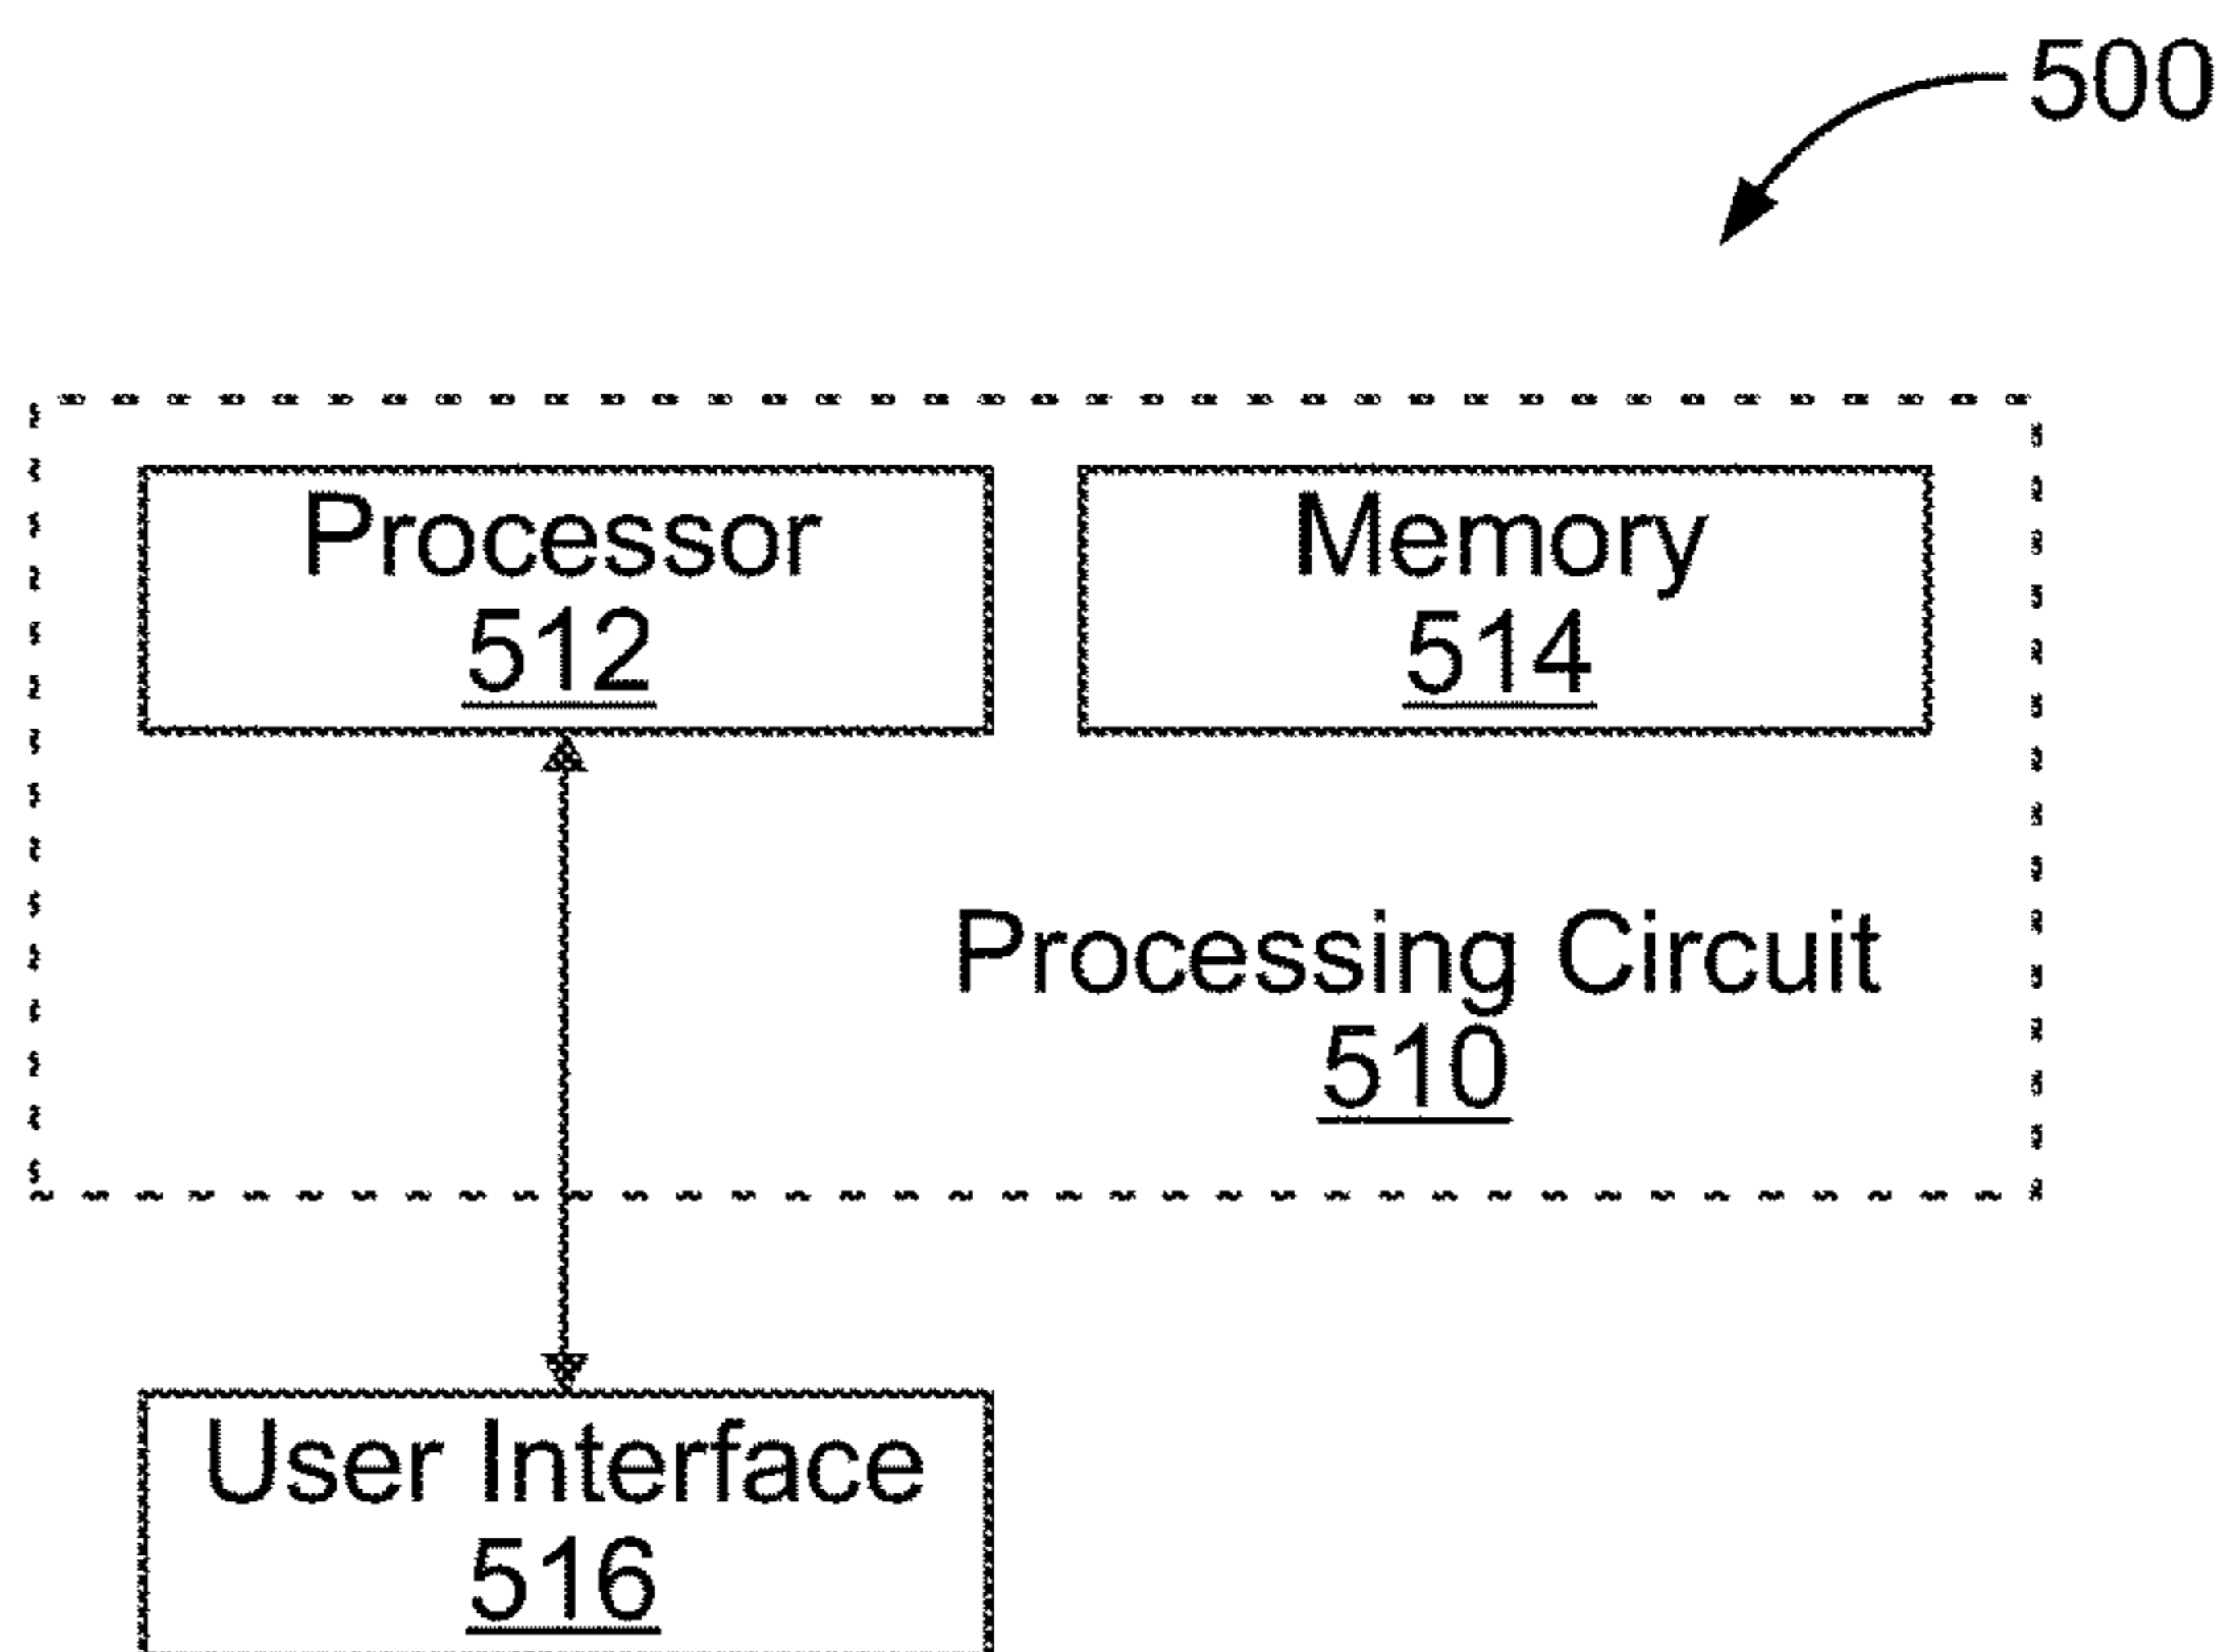 500
Processor
512
Memory
514
Processing Circuit
510
User Interface
516